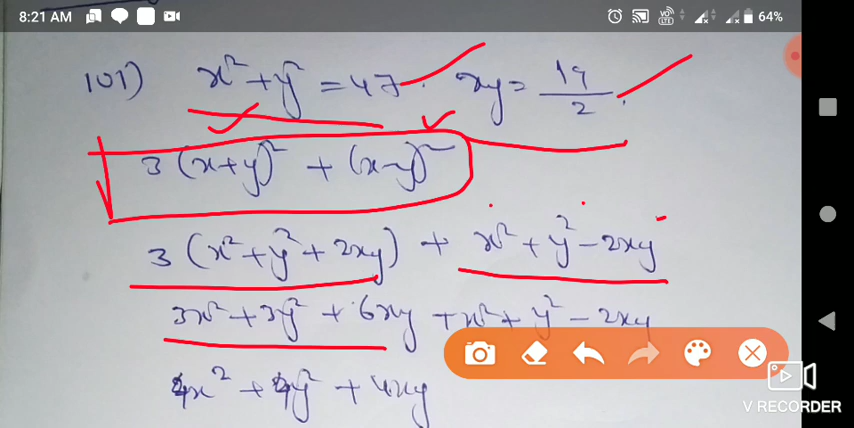 8:21 AM 64%
101) x² + y² = 47. xy = 19/2.
3 (x+y)² + (x-y)²
3 (x² + y² + 2xy) + x² + y² - 2xy
3x² + 3y² + 6xy + x² + y² - 2xy
4x² + 4y² + 4xy
V RECORDER